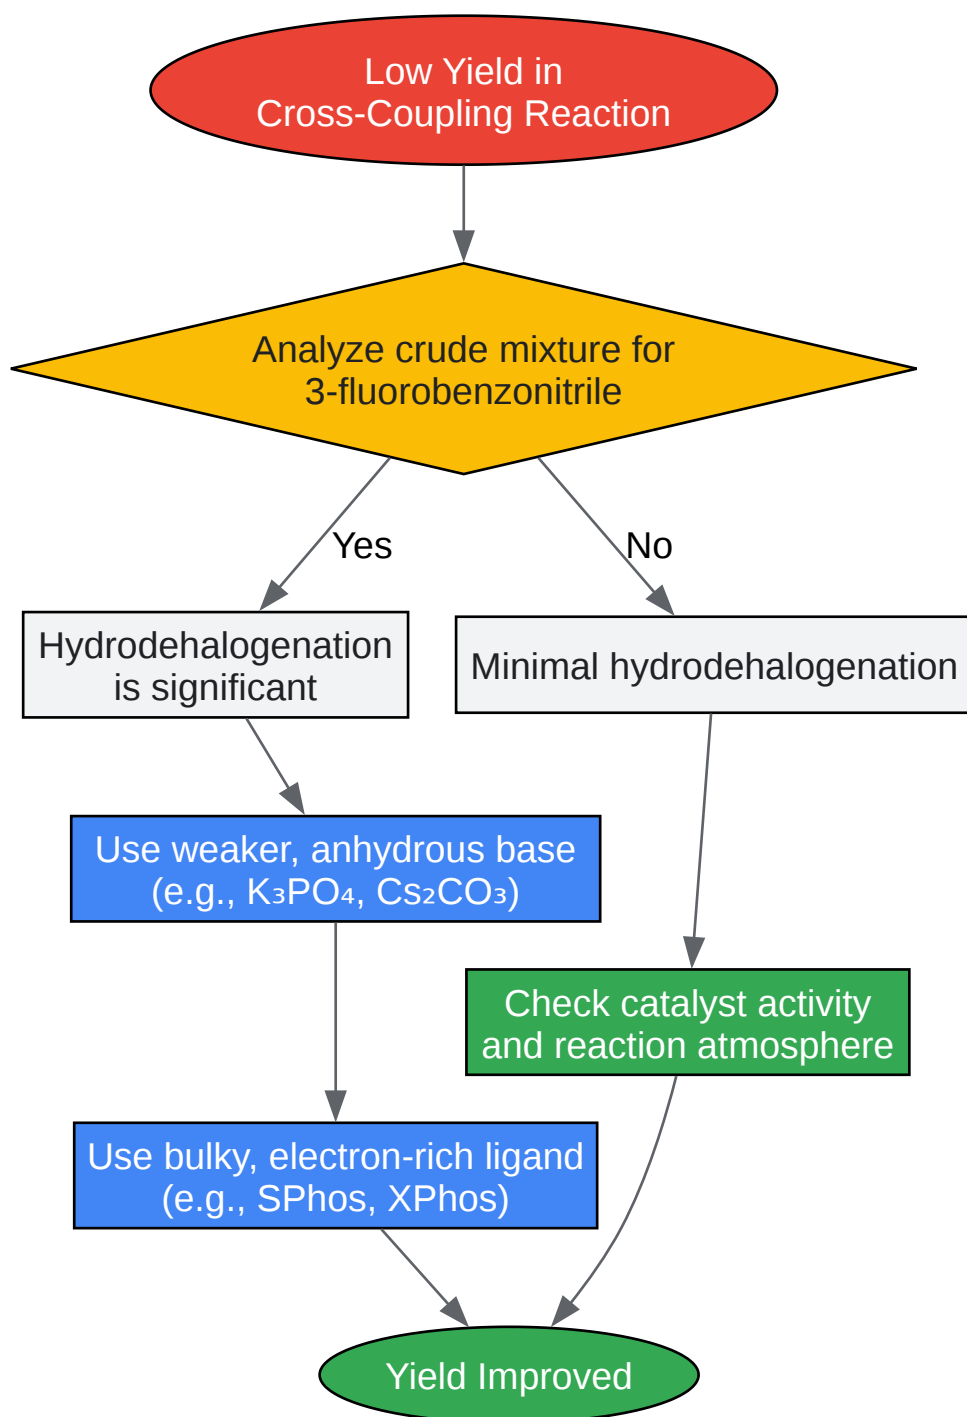 Low Yield in
Cross-Coupling Reaction
Analyze crude mixture for
3-fluorobenzonitrile
Yes
No
Hydrodehalogenation
is significant
Minimal hydrodehalogenation
Use weaker, anhydrous base
(e.g., K₃PO₄, Cs₂CO₃)
Check catalyst activity
and reaction atmosphere
Use bulky, electron-rich ligand
(e.g., SPhos, XPhos)
Yield Improved